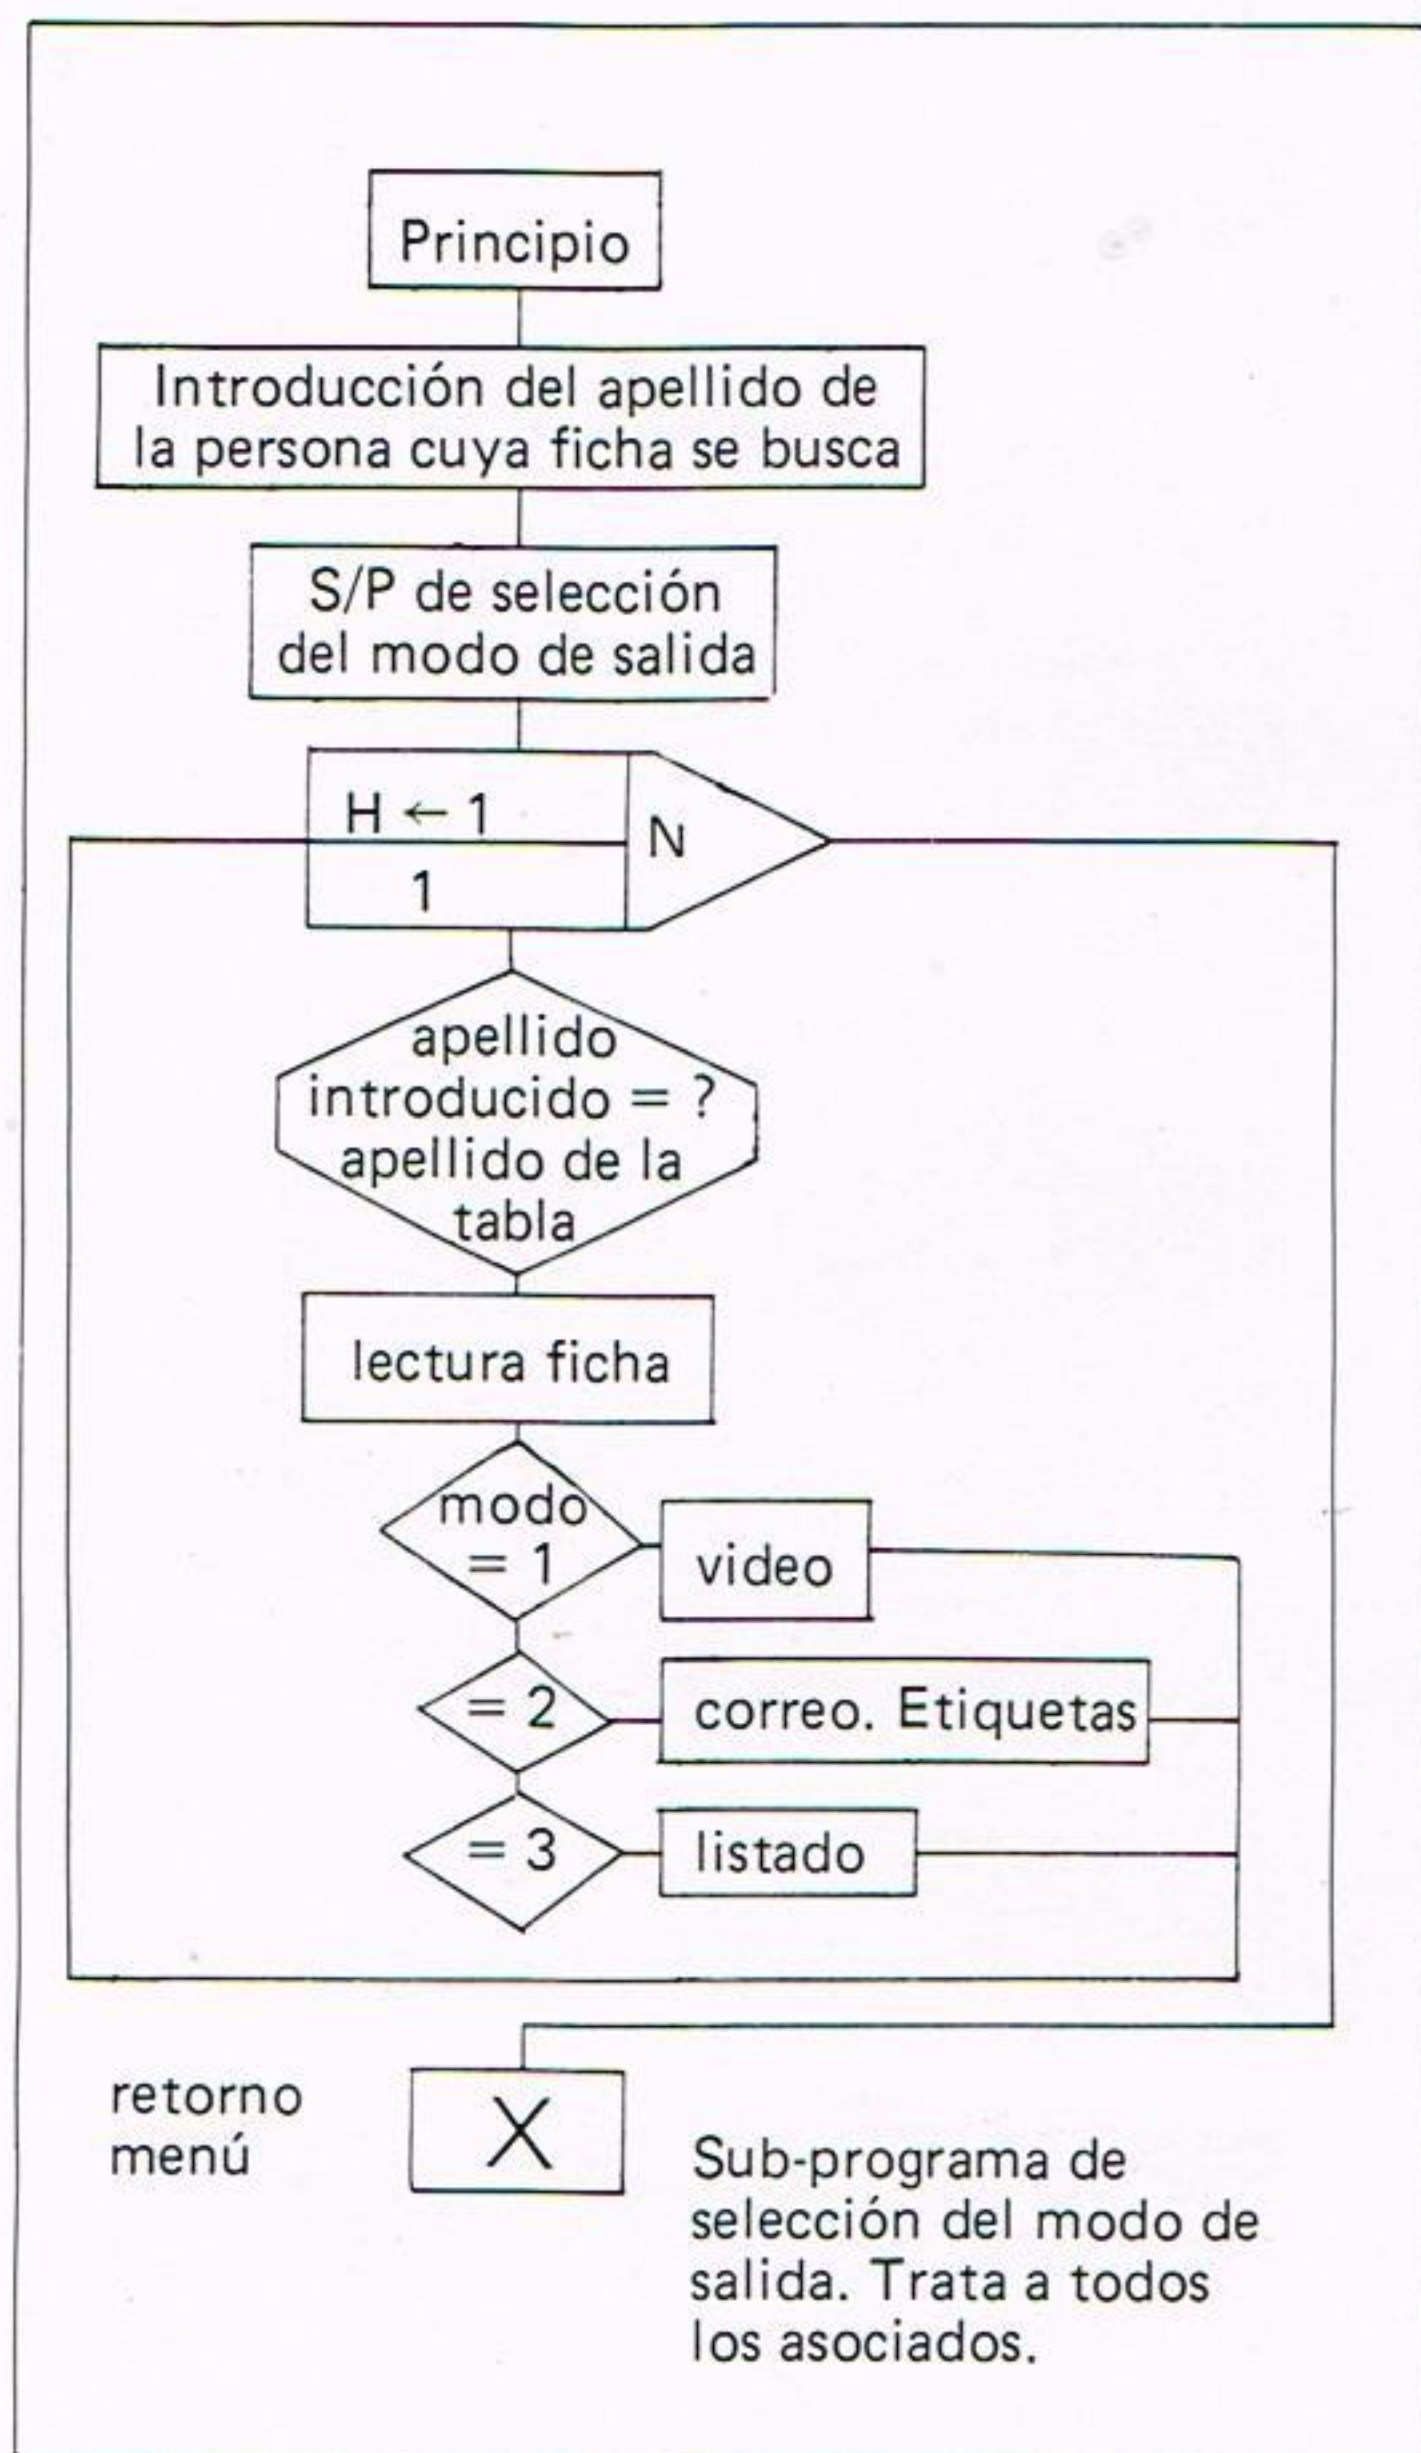 Principio
Introducción del apellido de
la persona cuya ficha se busca
S/P de selección
del modo de salida
H ← 1
N
1
apellido
introducido = ?
apellido de la
tabla
lectura ficha
modo
= 1
video
= 2
correo. Etiquetas
= 3
listado
retorno
menú
X
Sub-programa de
selección del modo de
salida. Trata a todos
los asociados.